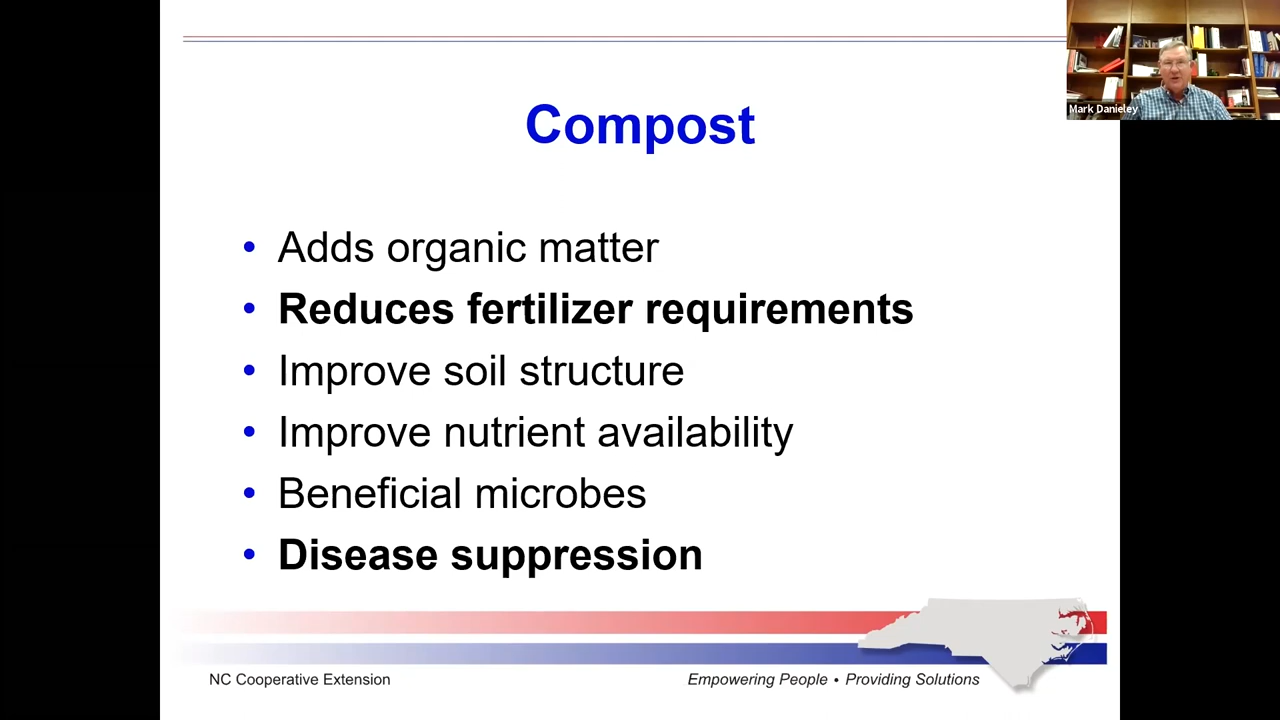 Mark Danieley
Compost
• Adds organic matter
• Reduces fertilizer requirements
• Improve soil structure
• Improve nutrient availability
• Beneficial microbes
• Disease suppression
NC Cooperative Extension
Empowering People • Providing Solutions